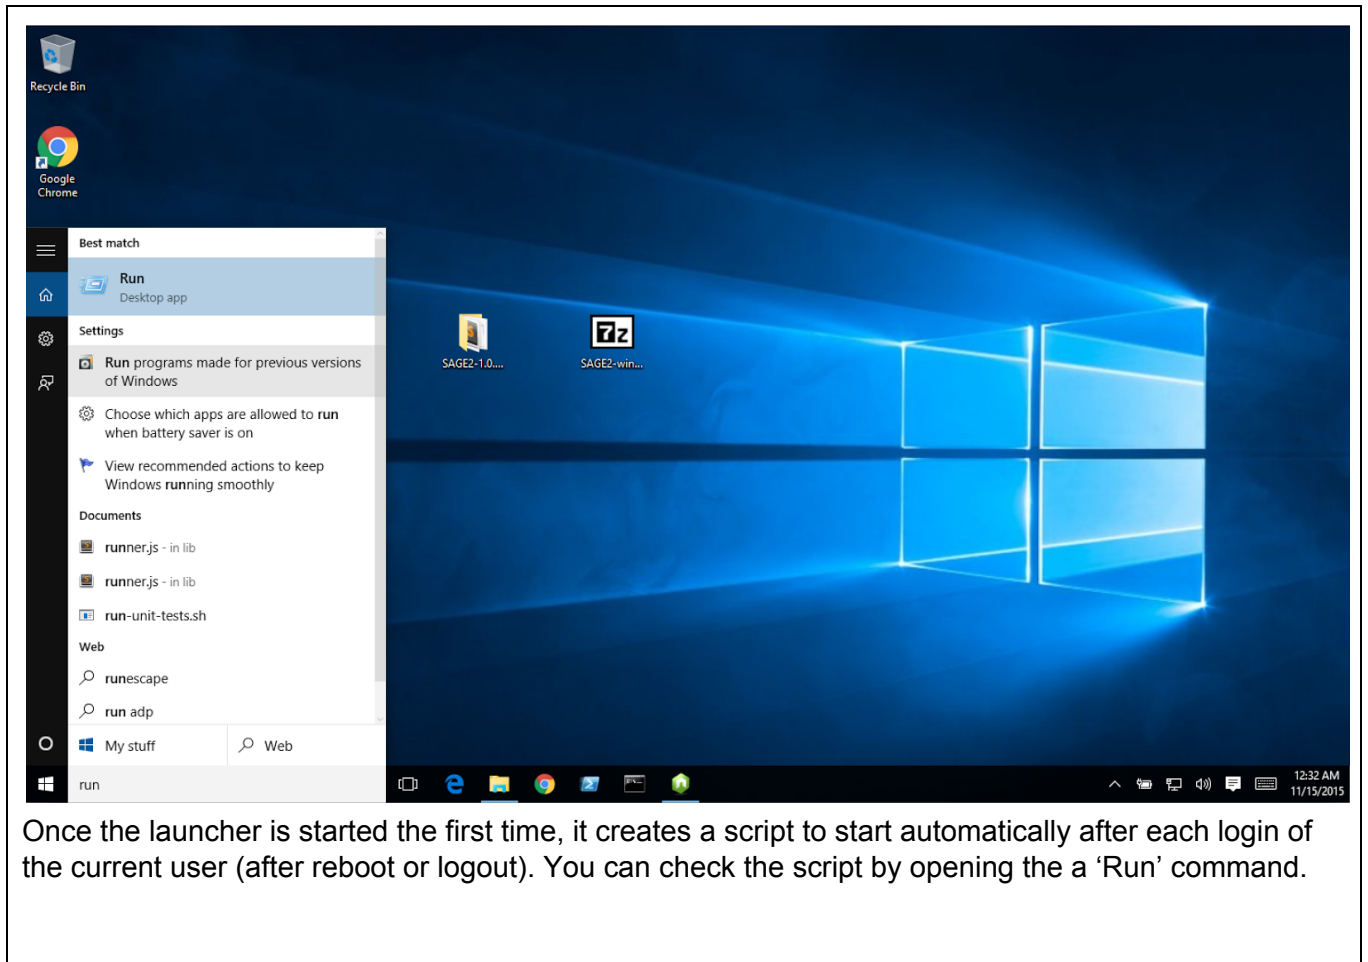 Recycle Bin
Google
Chrome
Best match
Run
Desktop app
Settings
Run programs made for previous versions
of Windows
Choose which apps are allowed to run
when battery saver is on
View recommended actions to keep
Windows running smoothly
Documents
runner.js - in lib
runner.js - in lib
run-unit-tests.sh
Web
runescape
run adp
My stuff
Web
run
SAGE2-1.0....
7z
SAGE2-win...
12:32 AM
11/15/2015
Once the launcher is started the first time, it creates a script to start automatically after each login of
the current user (after reboot or logout). You can check the script by opening the a ‘Run’ command.